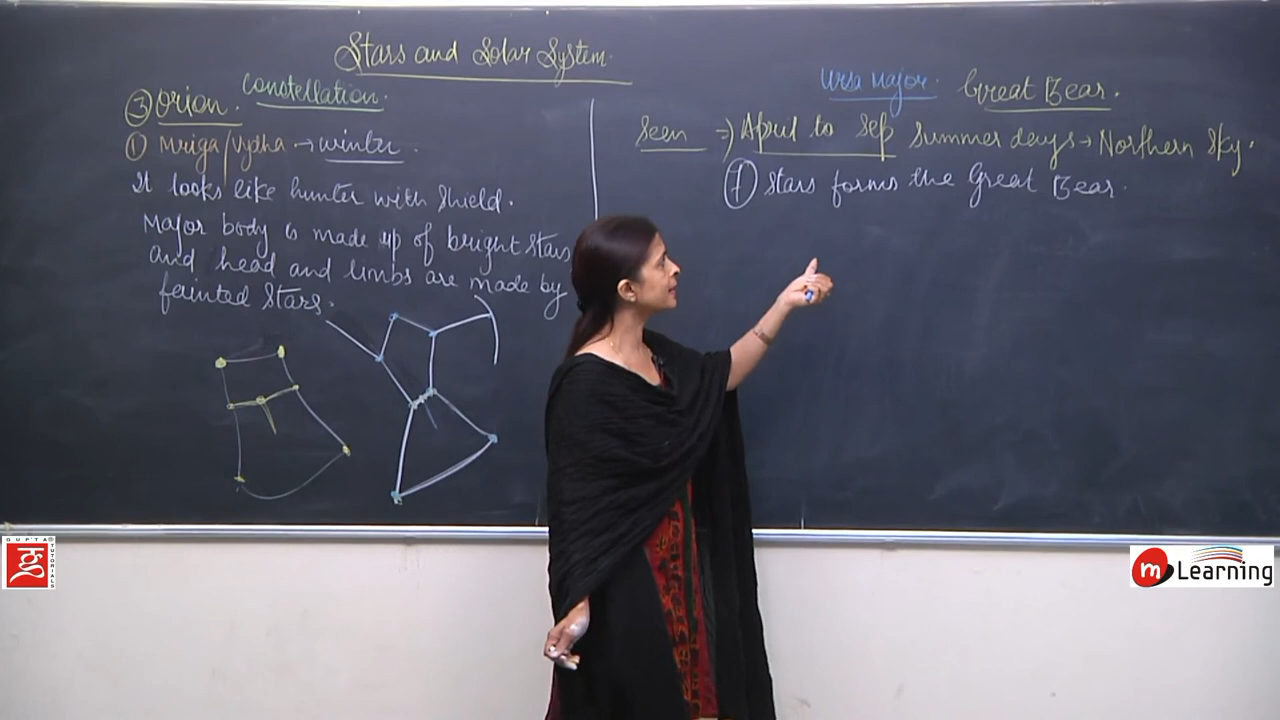 Stars and Solar System.
Constellation.
③ Orion.
① Mriga/Vydha → winter.
It looks like hunter with Shield.
Major body is made up of bright Stars
and head and limbs are made by
fainted Stars.
Ursa Major. Great Bear.
Seen → April to Sep Summer days → Northern Sky.
⑦ Stars forms the Great Bear.
GUPTA
TUTORIALS
m Learning